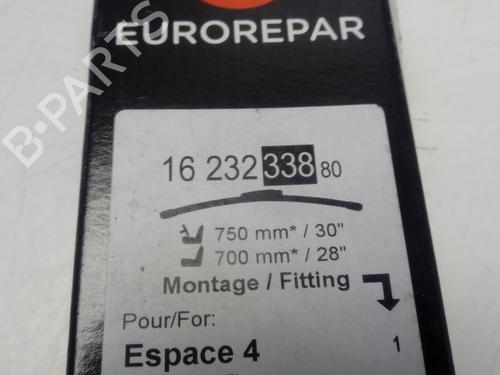 EUROREPAR
16 232 338 80
750 mm* / 30"
700 mm* / 28"
Montage / Fitting
Pour/For:
Espace 4
1
B-PARTS